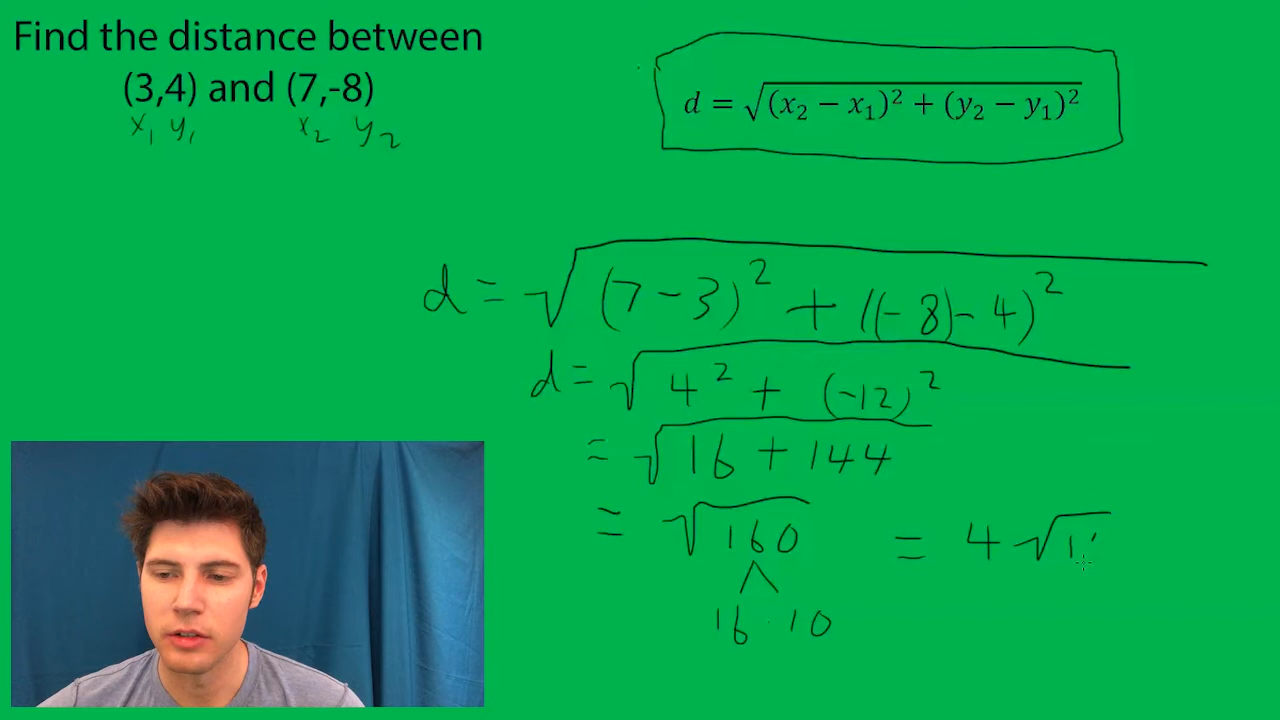 Find the distance between
(3,4) and (7,-8)
x₁ y₁ x₂ y₂
d = √(x₂ − x₁)² + (y₂ − y₁)²
d = √(7-3)² + ((-8)-4)²
d = √4² + (-12)²
= √16 + 144
= √160 = 4√1
16 · 10